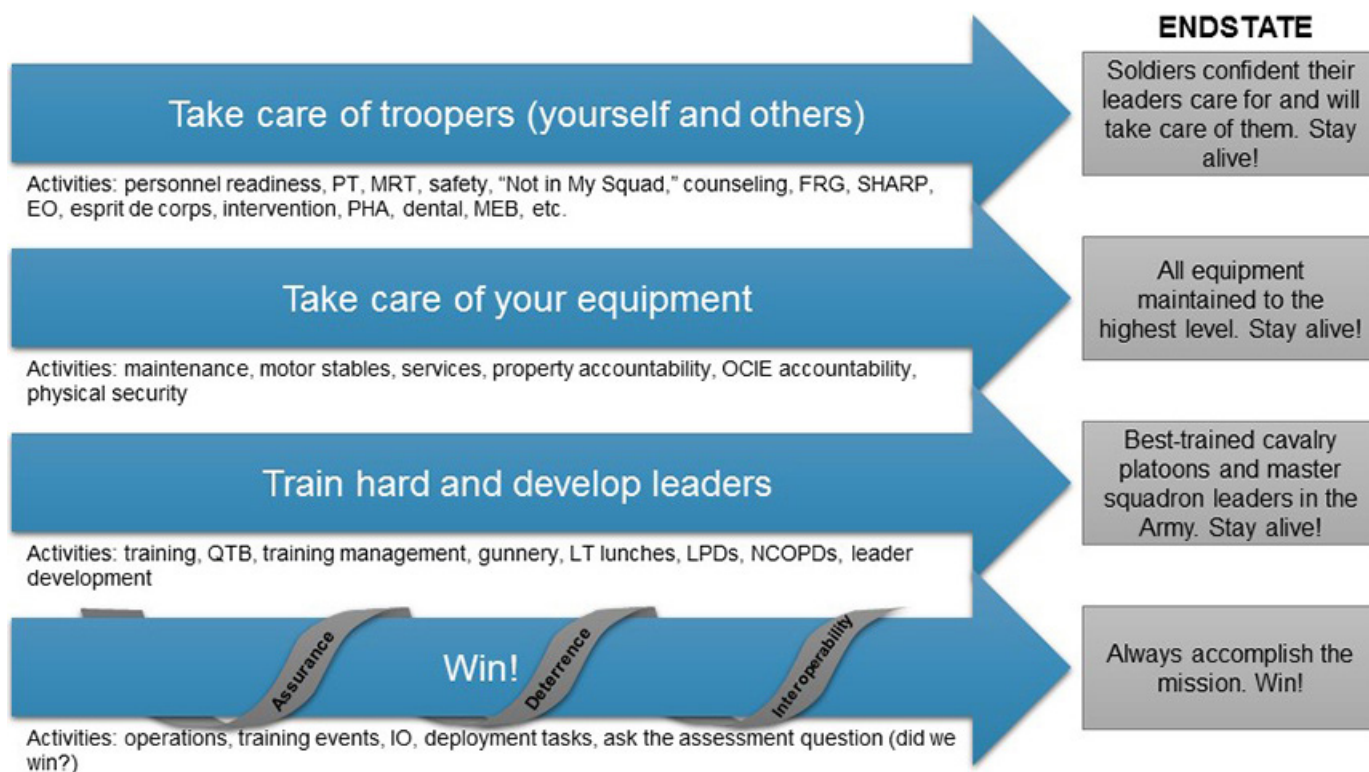 ENDSTATE
Take care of troopers (yourself and others)
Soldiers confident their
leaders care for and will
take care of them. Stay
alive!
Activities: personnel readiness, PT, MRT, safety, “Not in My Squad,” counseling, FRG, SHARP,
EO, esprit de corps, intervention, PHA, dental, MEB, etc.
Take care of your equipment
All equipment
maintained to the
highest level. Stay alive!
Activities: maintenance, motor stables, services, property accountability, OCIE accountability,
physical security
Train hard and develop leaders
Best-trained cavalry
platoons and master
squadron leaders in the
Army. Stay alive!
Activities: training, QTB, training management, gunnery, LT lunches, LPDs, NCOPDs, leader
development
Assurance
Win!
Deterrence
Interoperability
Always accomplish the
mission. Win!
Activities: operations, training events, IO, deployment tasks, ask the assessment question (did we
win?)